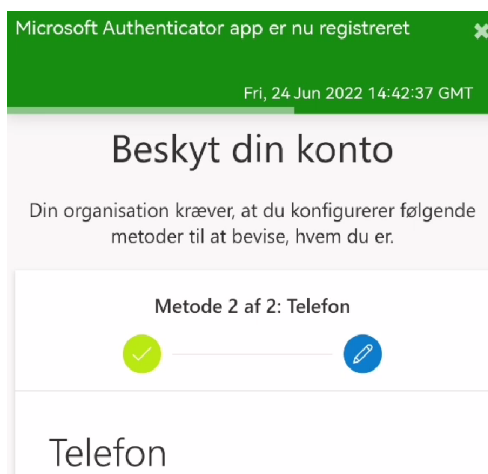 Microsoft Authenticator app er nu registreret
Fri, 24 Jun 2022 14:42:37 GMT
Beskyt din konto
Din organisation kræver, at du konfigurerer følgende
metoder til at bevise, hvem du er.
Metode 2 af 2: Telefon
Telefon